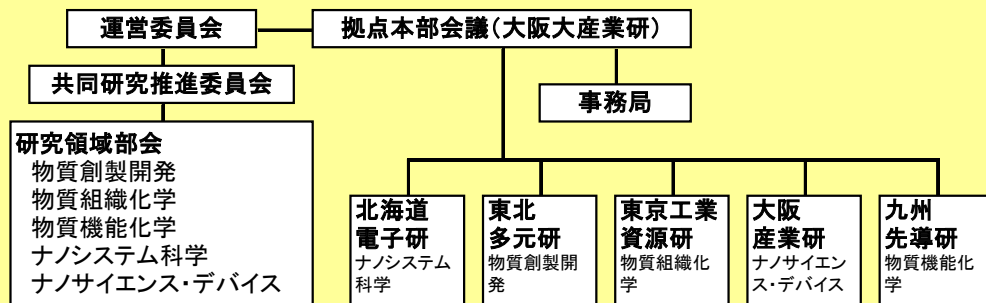 運営委員会
拠点本部会議(大阪大産業研)
共同研究推進委員会
事務局
研究領域部会
物質創製開発
物質組織化学
物質機能化学
ナノシステム科学
ナノサイエンス・デバイス
北海道
電子研
ナノシステム
科学
東北
多元研
物質創製開
発
東京工業
資源研
物質組織化
学
大阪
産業研
ナノサイエン
ス・デバイス
九州
先導研
物質機能化
学